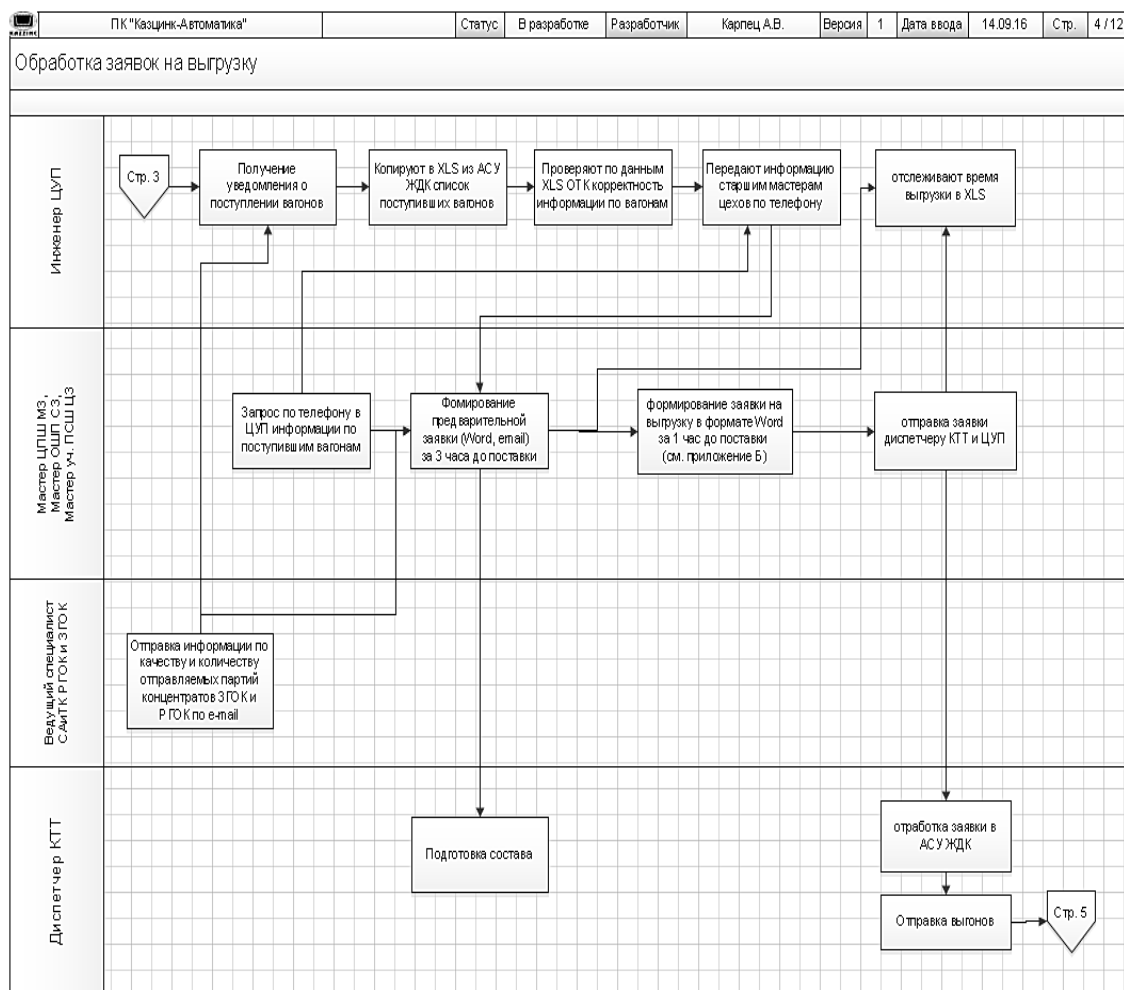 ПК "Казцинк-Автоматика" Статус В разработке Разработчик Карпец А.В. Версия 1 Дата ввода 14.09.16 Стр. 4 / 12
KAZZINC
Обработка заявок на выгрузку
Инженер ЦУП
Стр. 3
Получение
уведомления о
поступлении вагонов
Копируют в XLS из АСУ
ЖДК список
поступивших вагонов
Проверяют по данным
XLS ОТК корректность
информации по вагонам
Передают информацию
старшим мастерам
цехов по телефону
отслеживают время
выгрузки в XLS
Мастер ЦПШ МЗ,
Мастер ОШП СЗ,
Мастер уч. ПСШ ЦЗ
Запрос по телефону в
ЦУП информации по
поступившим вагонам
Фомирование
предварительной
заявки (Word, email)
за 3 часа до поставки
формирование заявки на
выгрузку в формате Word
за 1 час до поставки
(см. приложение Б)
отправка заявки
диспетчеру КТТ и ЦУП
Ведущий специалист
САиТК РГОК и ЗГОК
Отправка информации по
качеству и количеству
отправляемых партий
концентратов ЗГОК и
РГОК по e-mail
Диспетчер КТТ
Подготовка состава
отработка заявки в
АСУ ЖДК
Отправка выгонов
Стр. 5